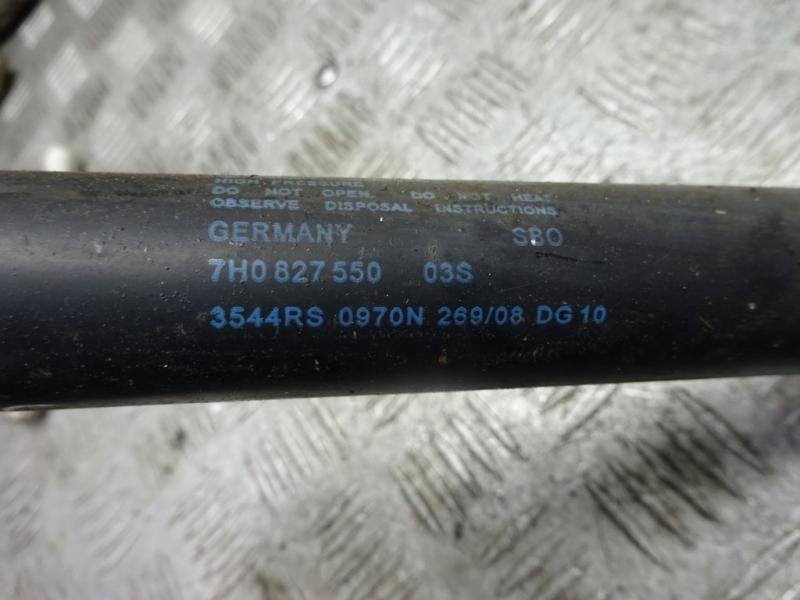 HIGH PRESSURE
DO NOT OPEN DO NOT HEAT
OBSERVE DISPOSAL INSTRUCTIONS
GERMANY SBO
7H0 827 550 03S
3544RS 0970N 269/08 DG10